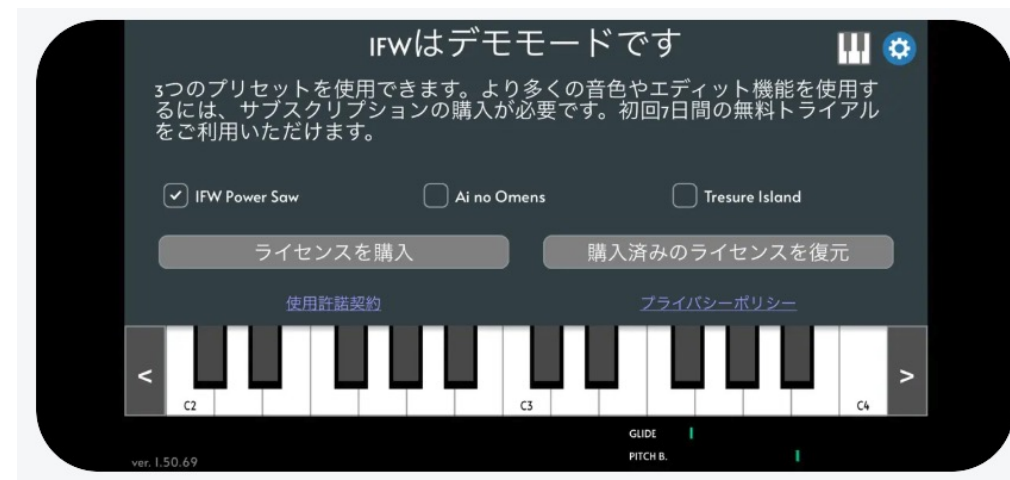 IFWはデモモードです
3つのプリセットを使用できます。より多くの音色やエディット機能を使用す
るには、サブスクリプションの購入が必要です。初回7日間の無料トライアル
をご利用いただけます。
IFW Power Saw
Ai no Omens
Tresure Island
ライセンスを購入
購入済みのライセンスを復元
使用許諾契約
プライバシーポリシー
<
>
C2
C3
C4
GLIDE
PITCH B.
ver. 1.50.69